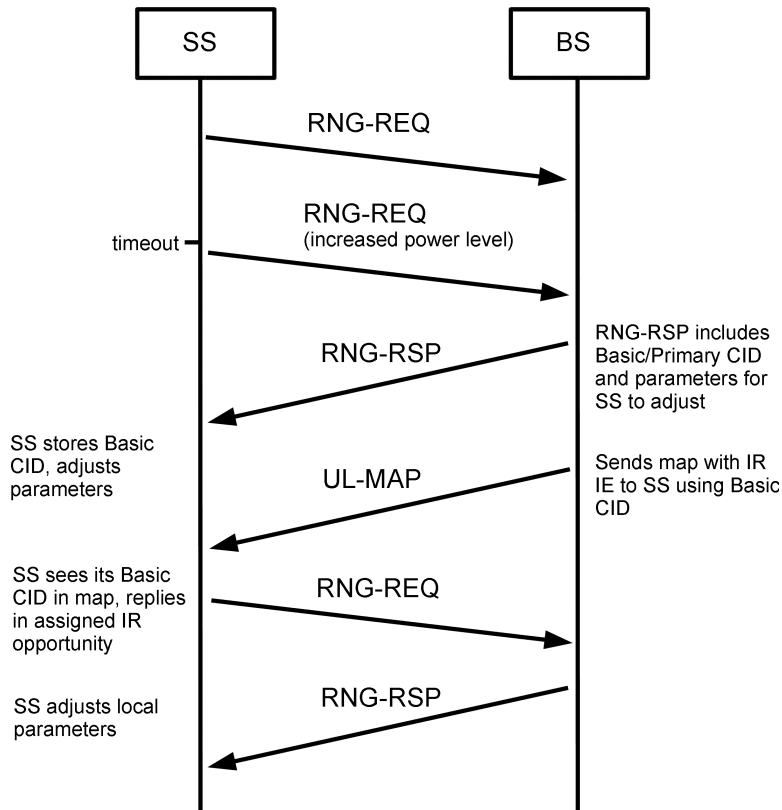 SS
BS
RNG-REQ
RNG-REQ
(increased power level)
timeout
RNG-RSP
RNG-RSP includes
Basic/Primary CID
and parameters for
SS to adjust
SS stores Basic
CID, adjusts
parameters
UL-MAP
Sends map with IR
IE to SS using Basic
CID
SS sees its Basic
CID in map, replies
in assigned IR
opportunity
RNG-REQ
RNG-RSP
SS adjusts local
parameters